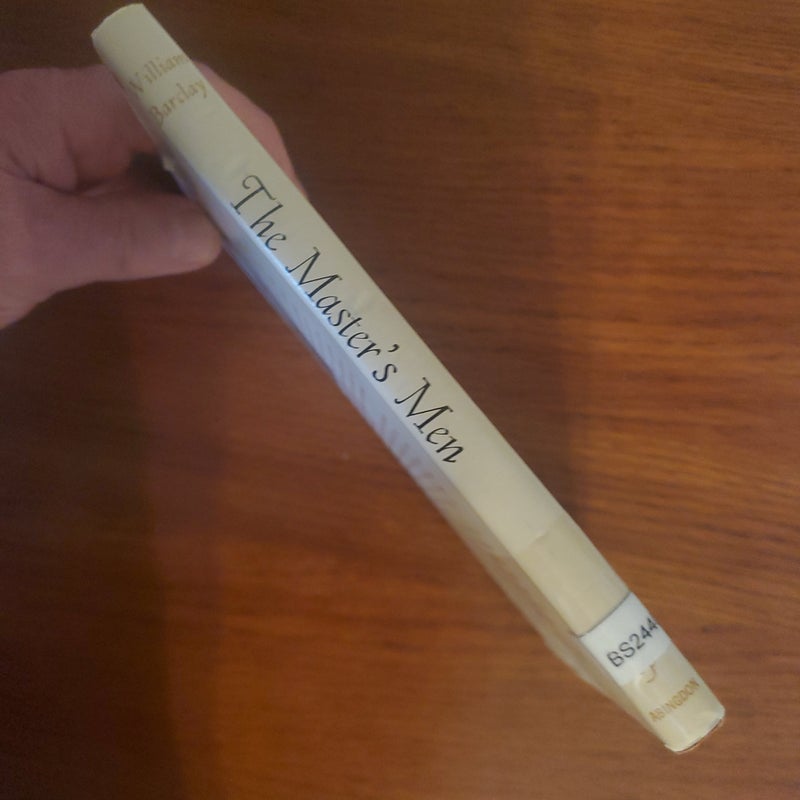 William
Barclay
The Master's Men
BS244
ABINGDON